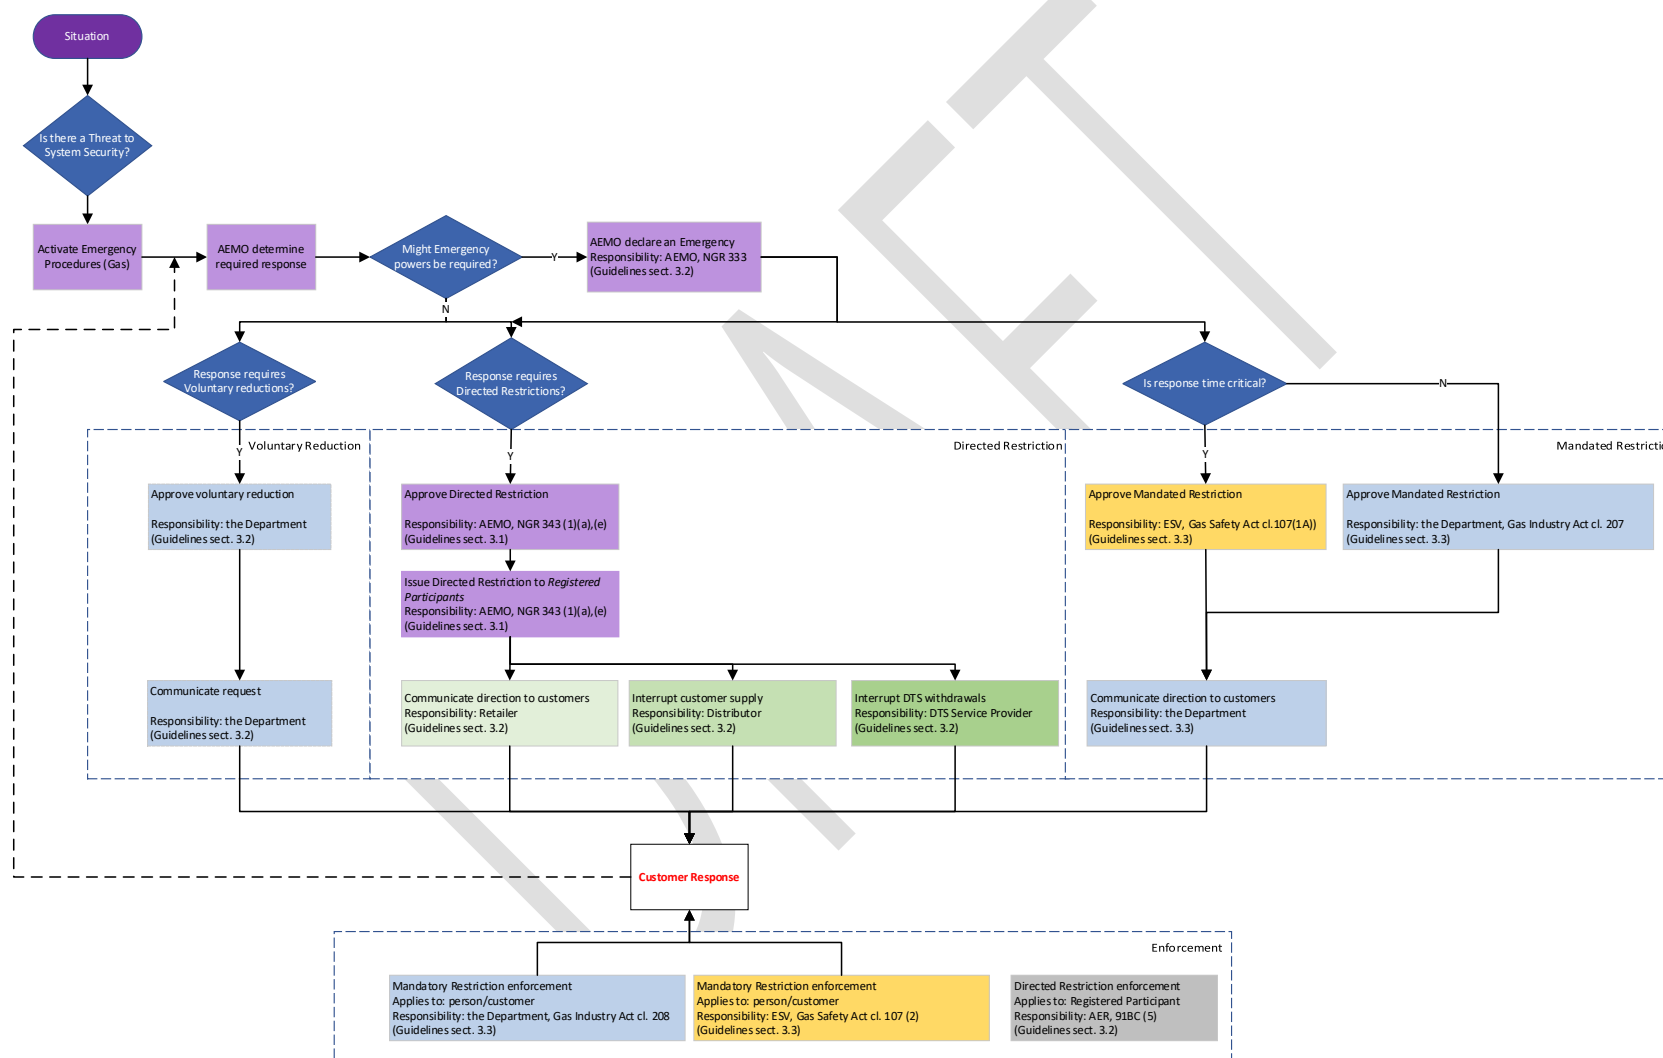 Situation
Is there a Threat to
System Security?
Activate Emergency
Procedures (Gas)
AEMO determine
required response
Might Emergency
powers be required?
Y
AEMO declare an Emergency
Responsibility: AEMO, NGR 333
(Guidelines sect. 3.2)
N
Response requires
Voluntary reductions?
Response requires
Directed Restrictions?
Is response time critical?
N
Y
Voluntary Reduction
Y
Directed Restriction
Y
Mandated Restrictio
Approve voluntary reduction
Responsibility: the Department
(Guidelines sect. 3.2)
Approve Directed Restriction
Responsibility: AEMO, NGR 343 (1)(a),(e)
(Guidelines sect. 3.1)
Approve Mandated Restriction
Responsibility: ESV, Gas Safety Act cl.107(1A))
(Guidelines sect. 3.3)
Approve Mandated Restriction
Responsibility: the Department, Gas Industry Act cl. 207
(Guidelines sect. 3.3)
Issue Directed Restriction to Registered
Participants
Responsibility: AEMO, NGR 343 (1)(a),(e)
(Guidelines sect. 3.1)
Communicate request
Responsibility: the Department
(Guidelines sect. 3.2)
Communicate direction to customers
Responsibility: Retailer
(Guidelines sect. 3.2)
Interrupt customer supply
Responsibility: Distributor
(Guidelines sect. 3.2)
Interrupt DTS withdrawals
Responsibility: DTS Service Provider
(Guidelines sect. 3.2)
Communicate direction to customers
Responsibility: the Department
(Guidelines sect. 3.3)
Customer Response
Enforcement
Mandatory Restriction enforcement
Applies to: person/customer
Responsibility: the Department, Gas Industry Act cl. 208
(Guidelines sect. 3.3)
Mandatory Restriction enforcement
Applies to: person/customer
Responsibility: ESV, Gas Safety Act cl. 107 (2)
(Guidelines sect. 3.3)
Directed Restriction enforcement
Applies to: Registered Participant
Responsibility: AER, 91BC (5)
(Guidelines sect. 3.2)